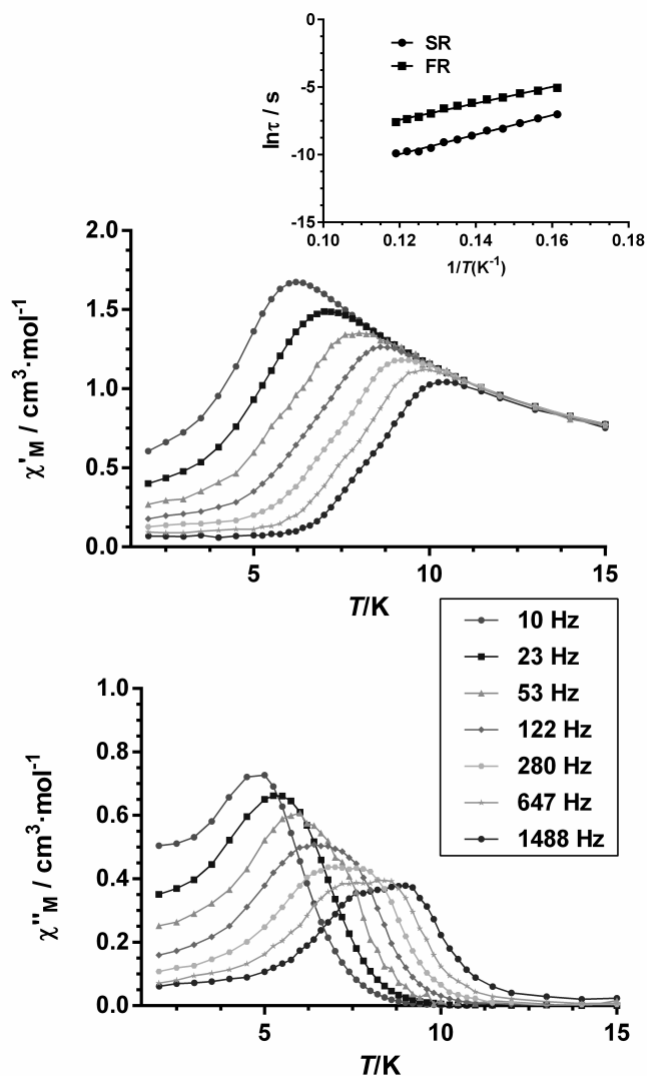 0
-5
-10
-15
lnτ / s
SR
FR
0.10 0.12 0.14 0.16 0.18
1/T(K⁻¹)
2.0
1.5
1.0
0.5
0.0
χ'M / cm³·mol⁻¹
5 10 15
T/K
10 Hz
23 Hz
53 Hz
122 Hz
280 Hz
647 Hz
1488 Hz
0.8
0.6
0.4
0.2
0.0
χ"M / cm³·mol⁻¹
5 10 15
T/K